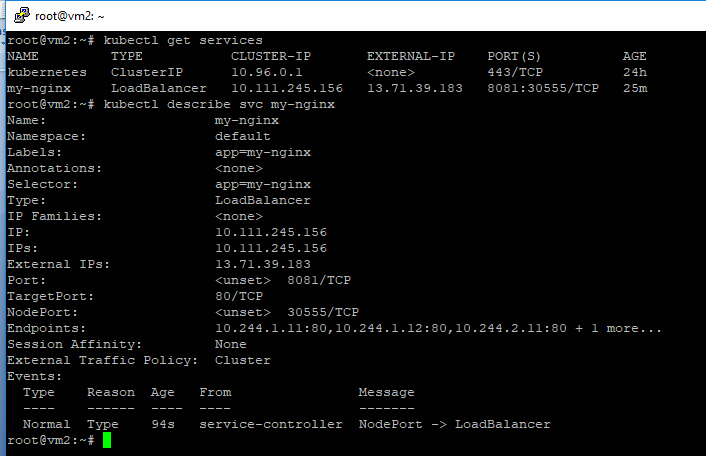 root@vm2: ~
root@vm2:~# kubectl get services
NAME TYPE CLUSTER-IP EXTERNAL-IP PORT(S) AGE
kubernetes ClusterIP 10.96.0.1 <none> 443/TCP 24h
my-nginx LoadBalancer 10.111.245.156 13.71.39.183 8081:30555/TCP 25m
root@vm2:~# kubectl describe svc my-nginx
Name: my-nginx
Namespace: default
Labels: app=my-nginx
Annotations: <none>
Selector: app=my-nginx
Type: LoadBalancer
IP Families: <none>
IP: 10.111.245.156
IPs: 10.111.245.156
External IPs: 13.71.39.183
Port: <unset> 8081/TCP
TargetPort: 80/TCP
NodePort: <unset> 30555/TCP
Endpoints: 10.244.1.11:80,10.244.1.12:80,10.244.2.11:80 + 1 more...
Session Affinity: None
External Traffic Policy: Cluster
Events:
Type Reason Age From Message
---- ------ ---- ---- -------
Normal Type 94s service-controller NodePort -> LoadBalancer
root@vm2:~#